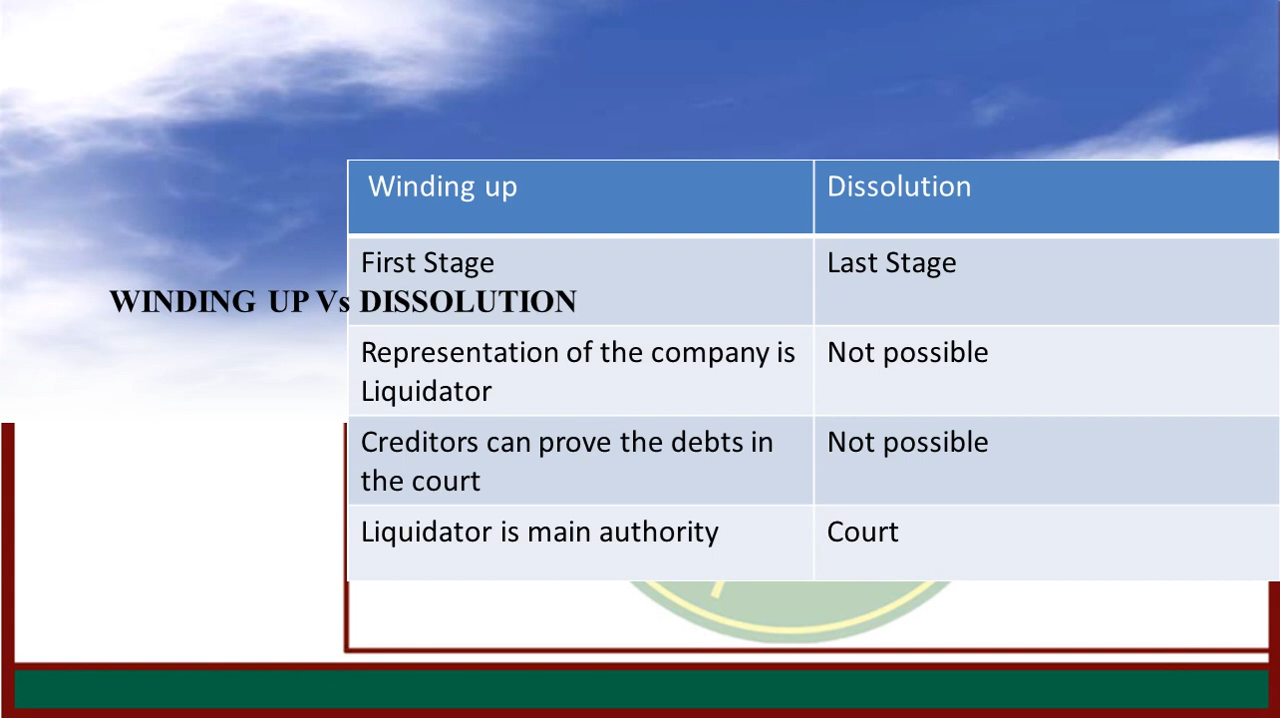 WINDING UP Vs DISSOLUTION
Winding up
Dissolution
First Stage
Last Stage
Representation of the company is
Liquidator
Not possible
Creditors can prove the debts in
the court
Not possible
Liquidator is main authority
Court